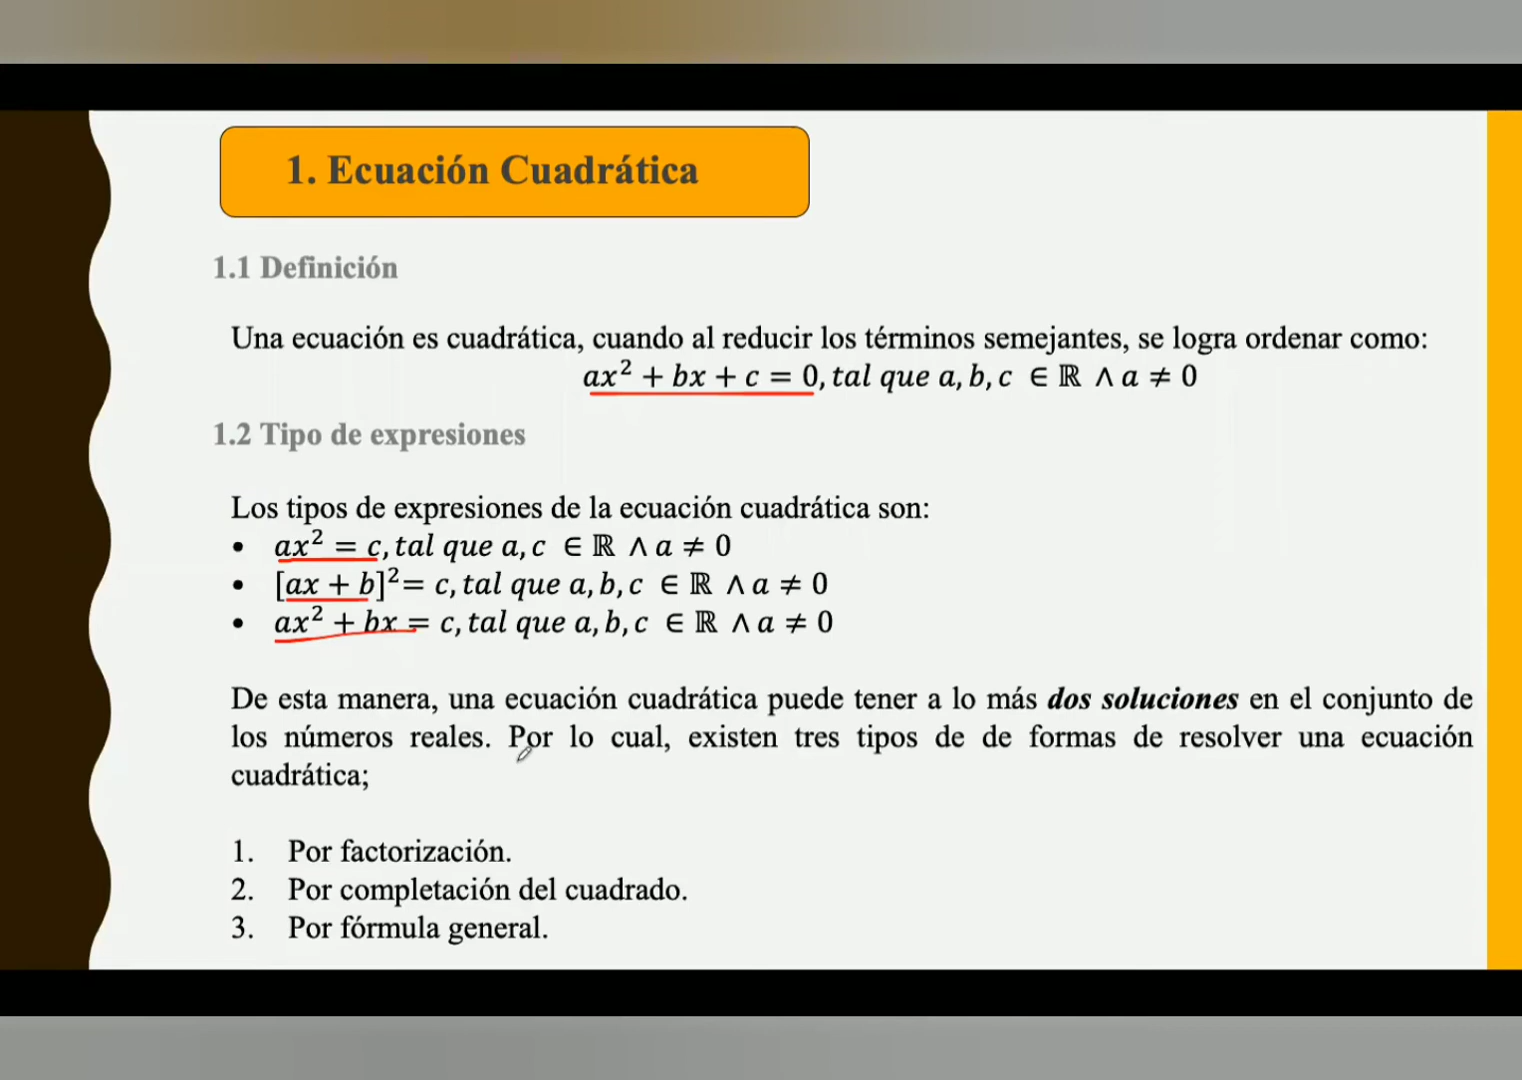 1. Ecuación Cuadrática
1.1 Definición
Una ecuación es cuadrática, cuando al reducir los términos semejantes, se logra ordenar como:
ax² + bx + c = 0, tal que a, b, c ∈ ℝ ∧ a ≠ 0
1.2 Tipo de expresiones
Los tipos de expresiones de la ecuación cuadrática son:
• ax² = c, tal que a, c ∈ ℝ ∧ a ≠ 0
• [ax + b]² = c, tal que a, b, c ∈ ℝ ∧ a ≠ 0
• ax² + bx = c, tal que a, b, c ∈ ℝ ∧ a ≠ 0
De esta manera, una ecuación cuadrática puede tener a lo más dos soluciones en el conjunto de
los números reales. Por lo cual, existen tres tipos de de formas de resolver una ecuación
cuadrática;
1. Por factorización.
2. Por completación del cuadrado.
3. Por fórmula general.